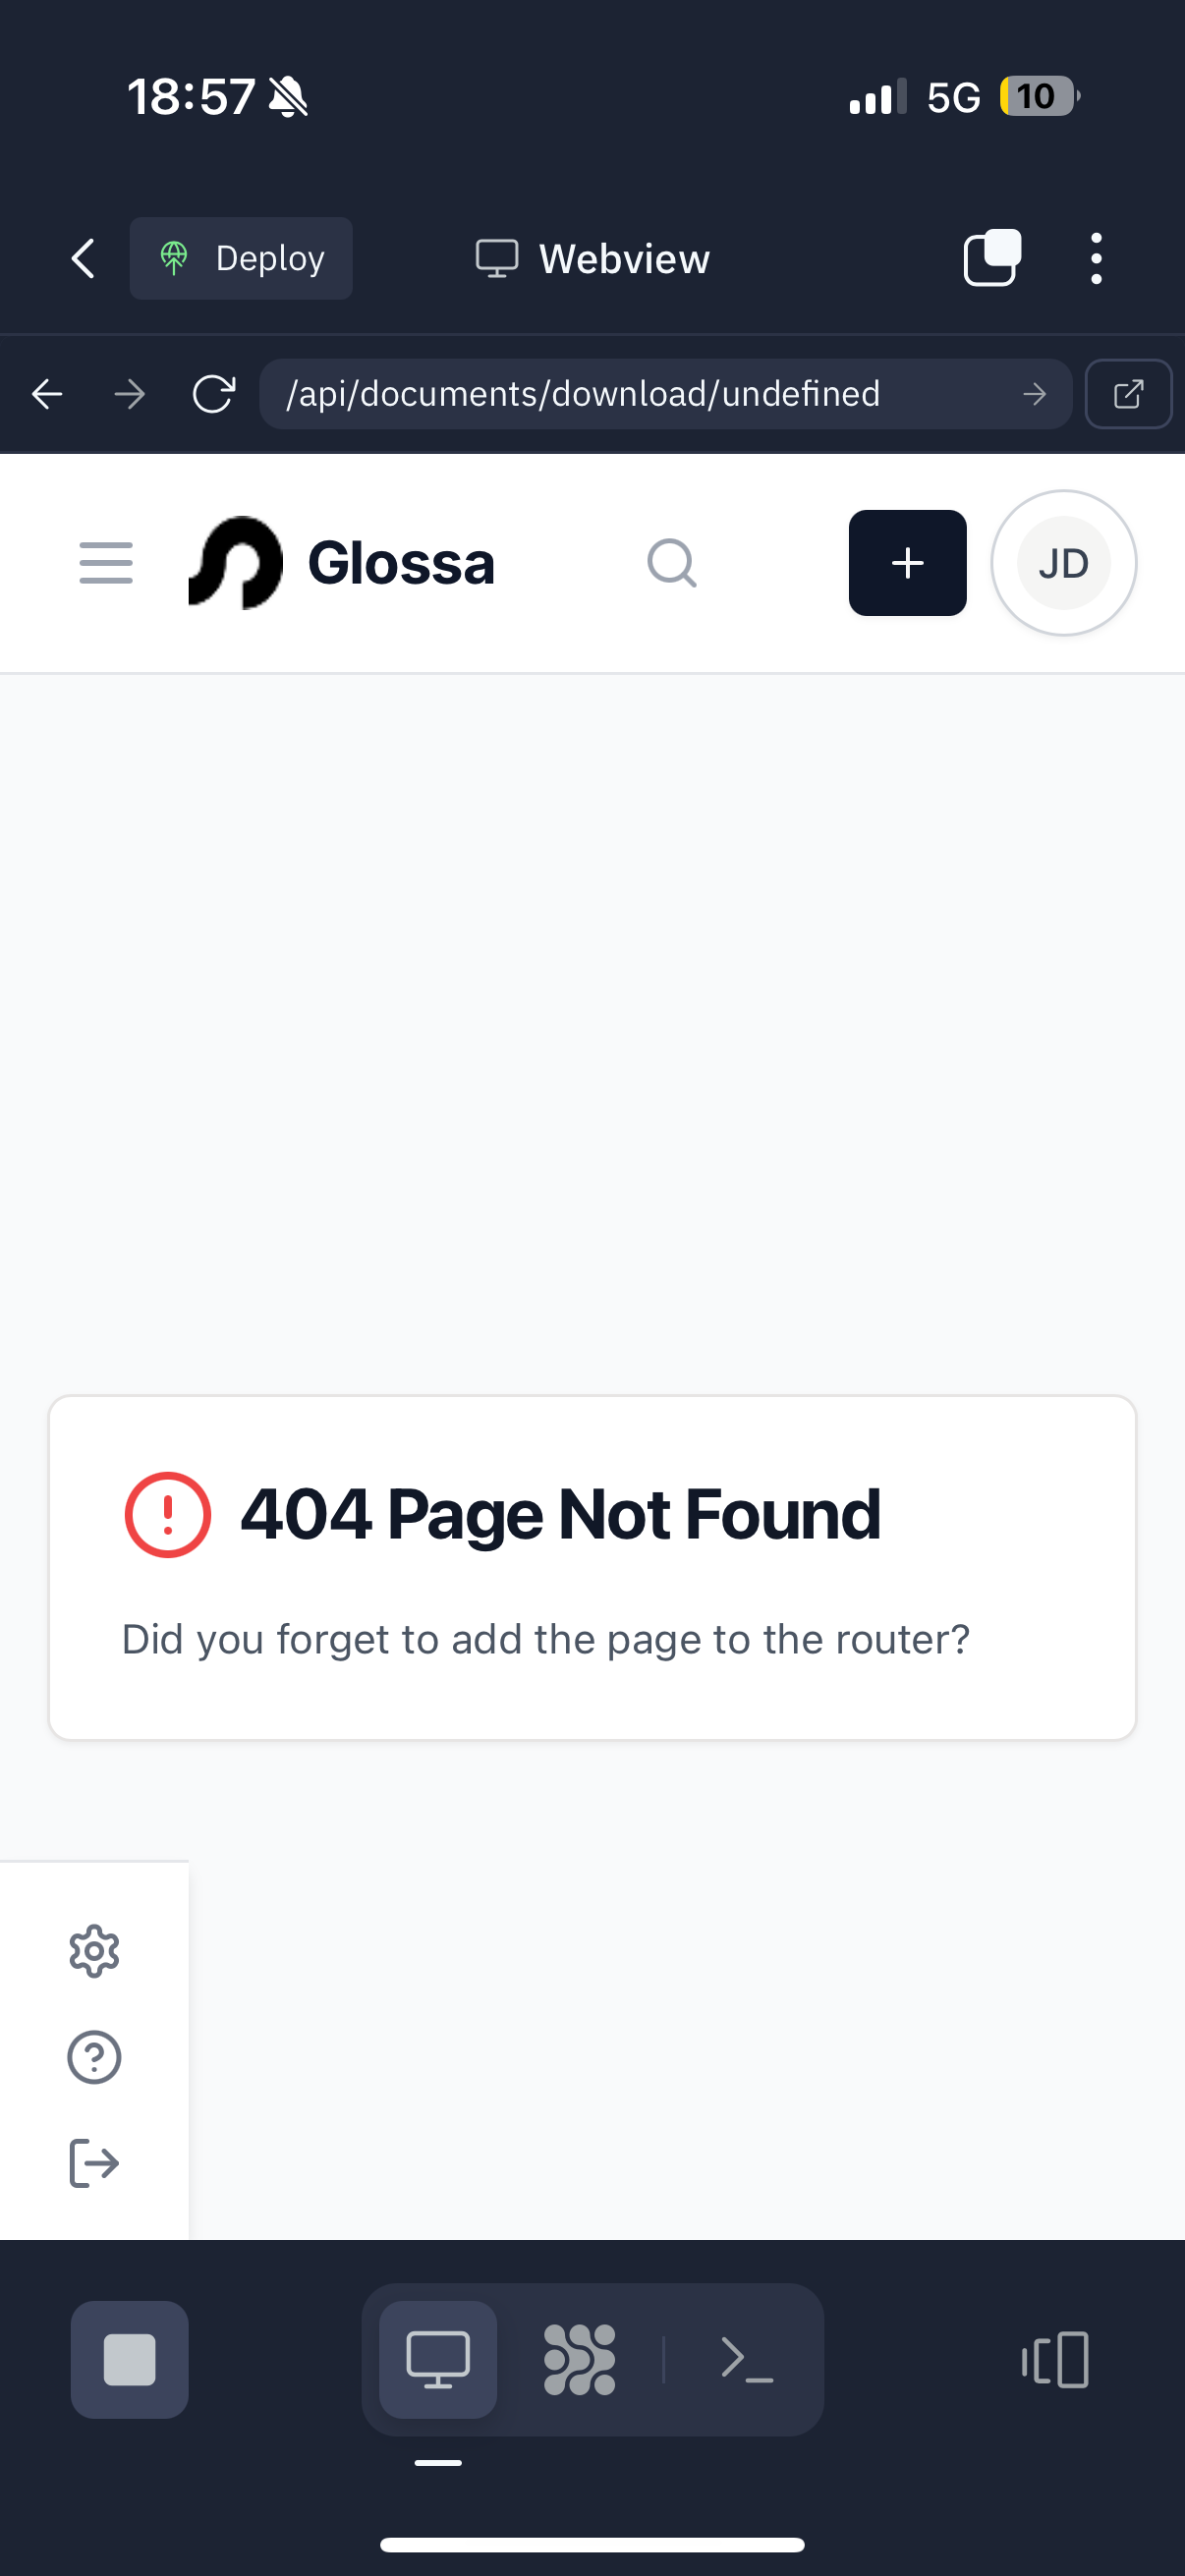 18:57
5G
10
Deploy
Webview
/api/documents/download/undefined
Glossa
JD
404 Page Not Found
Did you forget to add the page to the router?